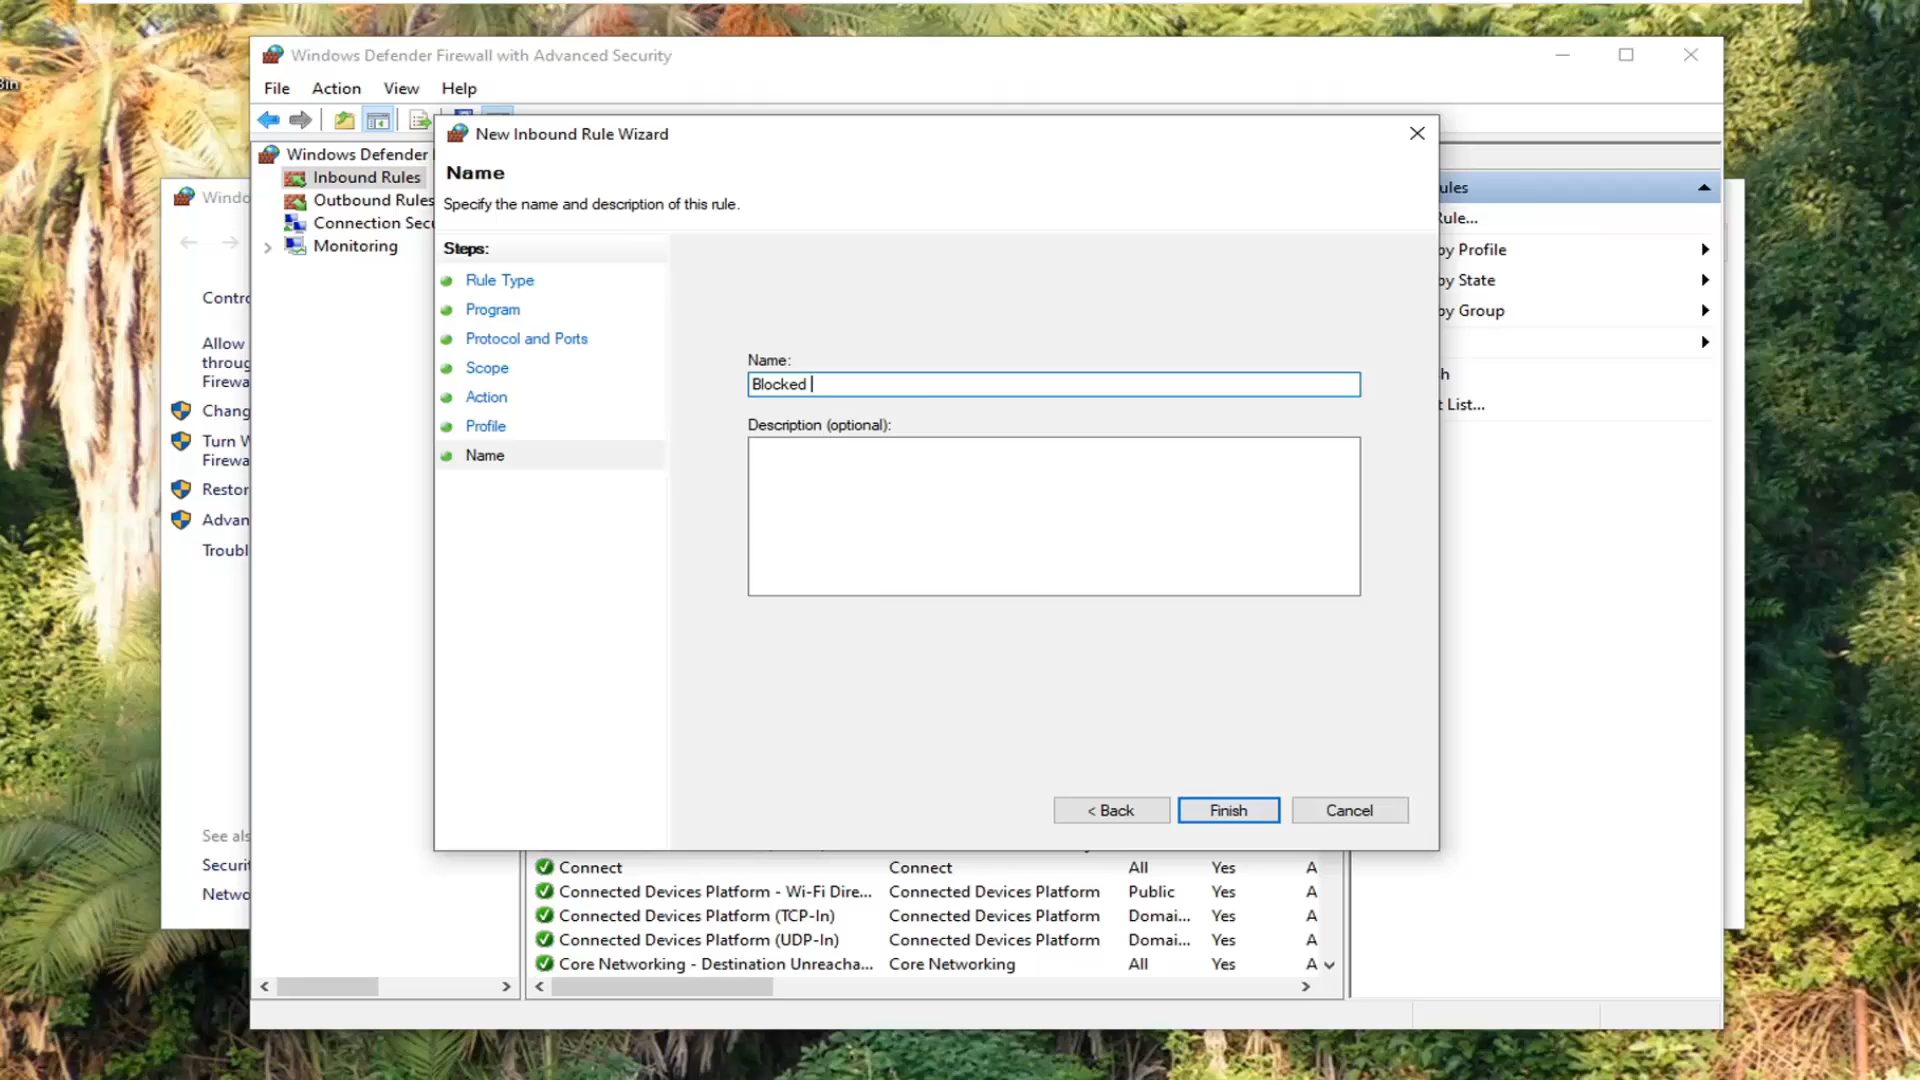 Bin
Windows Defender Firewall with Advanced Security
File Action View Help
New Inbound Rule Wizard
Name
Specify the name and description of this rule.
Steps:
Rule Type
Program
Protocol and Ports
Scope
Action
Profile
Name
Name:
Blocked
Description (optional):
< Back Finish Cancel
Windows Defender
Inbound Rules
Outbound Rules
Connection Secu
Monitoring
Windo
Contro
Allow
throug
Firewa
Chang
Turn W
Firewa
Restor
Advan
Troubl
See als
Securit
Netwo
ules
Rule...
by Profile
by State
by Group
h
t List...
Connect Connect All Yes A
Connected Devices Platform - Wi-Fi Dire... Connected Devices Platform Public Yes A
Connected Devices Platform (TCP-In) Connected Devices Platform Domai... Yes A
Connected Devices Platform (UDP-In) Connected Devices Platform Domai... Yes A
Core Networking - Destination Unreacha... Core Networking All Yes A